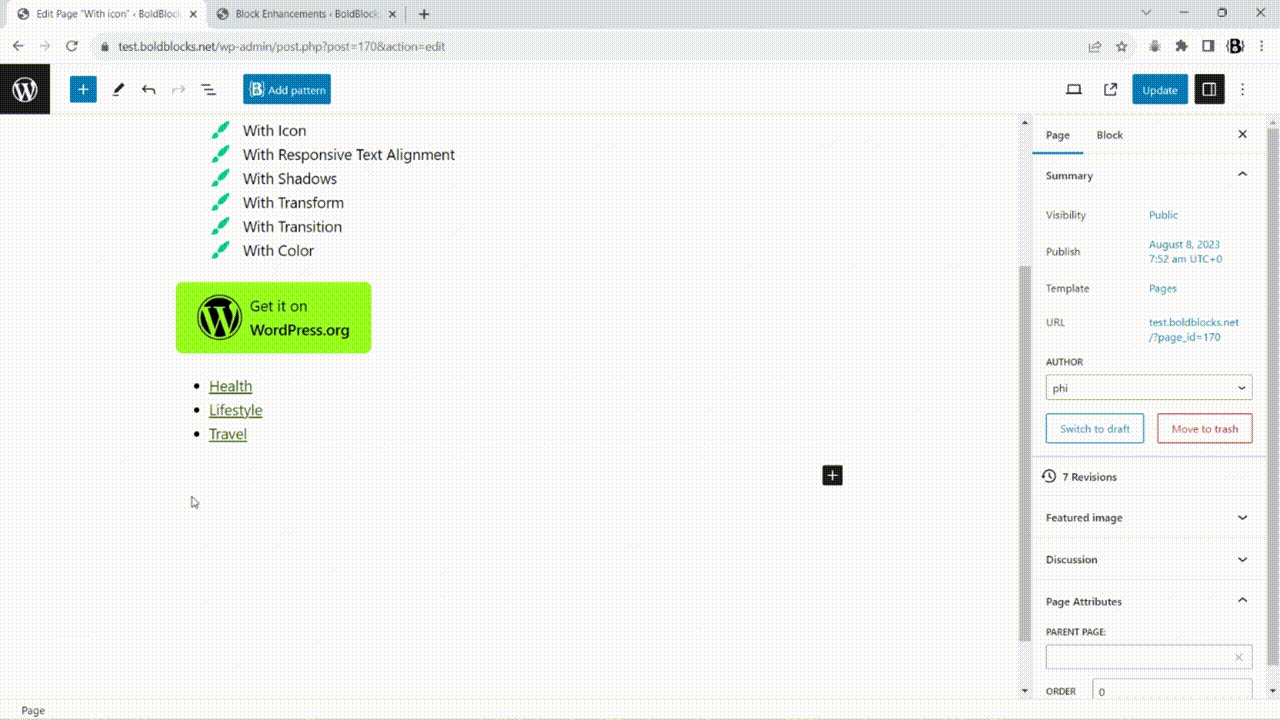 Edit Page "With icon" ‹ BoldBloc
Block Enhancements ‹ BoldBlock
test.boldblocks.net/wp-admin/post.php?post=170&action=edit
Add pattern
Update
With Icon
With Responsive Text Alignment
With Shadows
With Transform
With Transition
With Color
Get it on
WordPress.org
Health
Lifestyle
Travel
Page Block
Summary
Visibility Public
Publish August 8, 2023
7:52 am UTC+0
Template Pages
URL test.boldblocks.net
/?page_id=170
AUTHOR
phi
Switch to draft Move to trash
7 Revisions
Featured image
Discussion
Page Attributes
PARENT PAGE:
ORDER 0
Page